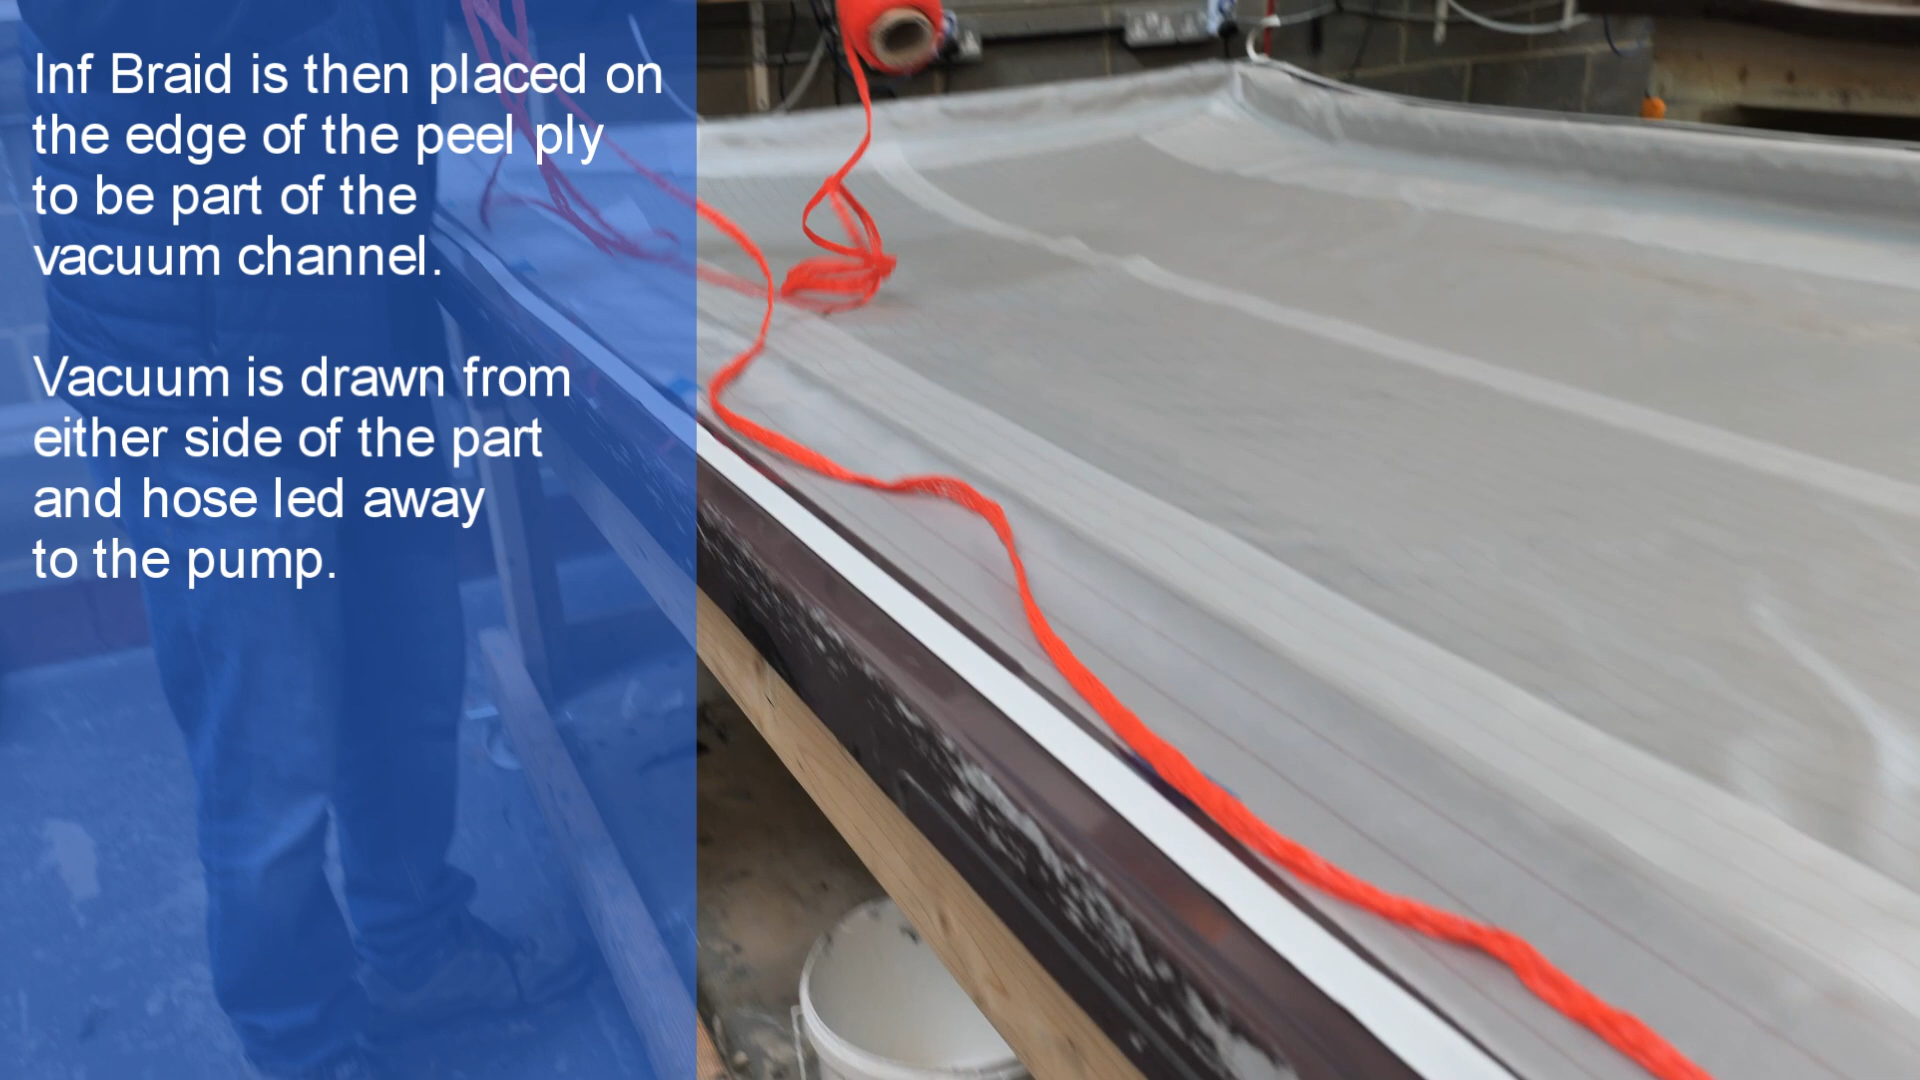 Inf Braid is then placed on
the edge of the peel ply
to be part of the
vacuum channel.
Vacuum is drawn from
either side of the part
and hose led away
to the pump.